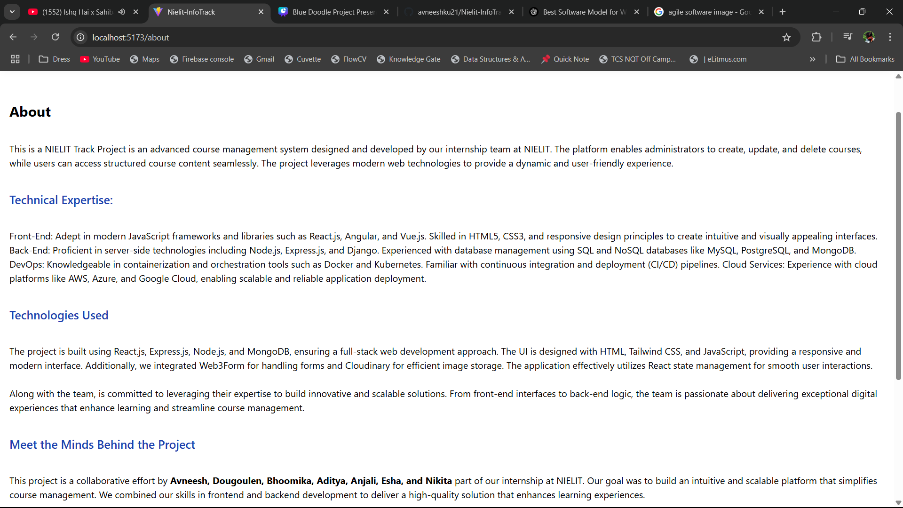 (1552) Ishq Hai x Sahib
Nielit-InfoTrack
Blue Doodle Project Presen
avneeshku21/Nielit-InfoTra
Best Software Model for W
agile software image - Goo
localhost:5173/about
Dress
YouTube
Maps
Firebase console
Gmail
Cuvette
FlowCV
Knowledge Gate
Data Structures & A...
Quick Note
TCS NQT Off Camp...
| eLitmus.com
All Bookmarks
About
This is a NIELIT Track Project is an advanced course management system designed and developed by our internship team at NIELIT. The platform enables administrators to create, update, and delete courses,
while users can access structured course content seamlessly. The project leverages modern web technologies to provide a dynamic and user-friendly experience.
Technical Expertise:
Front-End: Adept in modern JavaScript frameworks and libraries such as React.js, Angular, and Vue.js. Skilled in HTML5, CSS3, and responsive design principles to create intuitive and visually appealing interfaces.
Back-End: Proficient in server-side technologies including Node.js, Express.js, and Django. Experienced with database management using SQL and NoSQL databases like MySQL, PostgreSQL, and MongoDB.
DevOps: Knowledgeable in containerization and orchestration tools such as Docker and Kubernetes. Familiar with continuous integration and deployment (CI/CD) pipelines. Cloud Services: Experience with cloud
platforms like AWS, Azure, and Google Cloud, enabling scalable and reliable application deployment.
Technologies Used
The project is built using React.js, Express.js, Node.js, and MongoDB, ensuring a full-stack web development approach. The UI is designed with HTML, Tailwind CSS, and JavaScript, providing a responsive and
modern interface. Additionally, we integrated Web3Form for handling forms and Cloudinary for efficient image storage. The application effectively utilizes React state management for smooth user interactions.
Along with the team, is committed to leveraging their expertise to build innovative and scalable solutions. From front-end interfaces to back-end logic, the team is passionate about delivering exceptional digital
experiences that enhance learning and streamline course management.
Meet the Minds Behind the Project
This project is a collaborative effort by Avneesh, Dougoulen, Bhoomika, Aditya, Anjali, Esha, and Nikita part of our internship at NIELIT. Our goal was to build an intuitive and scalable platform that simplifies
course management. We combined our skills in frontend and backend development to deliver a high-quality solution that enhances learning experiences.